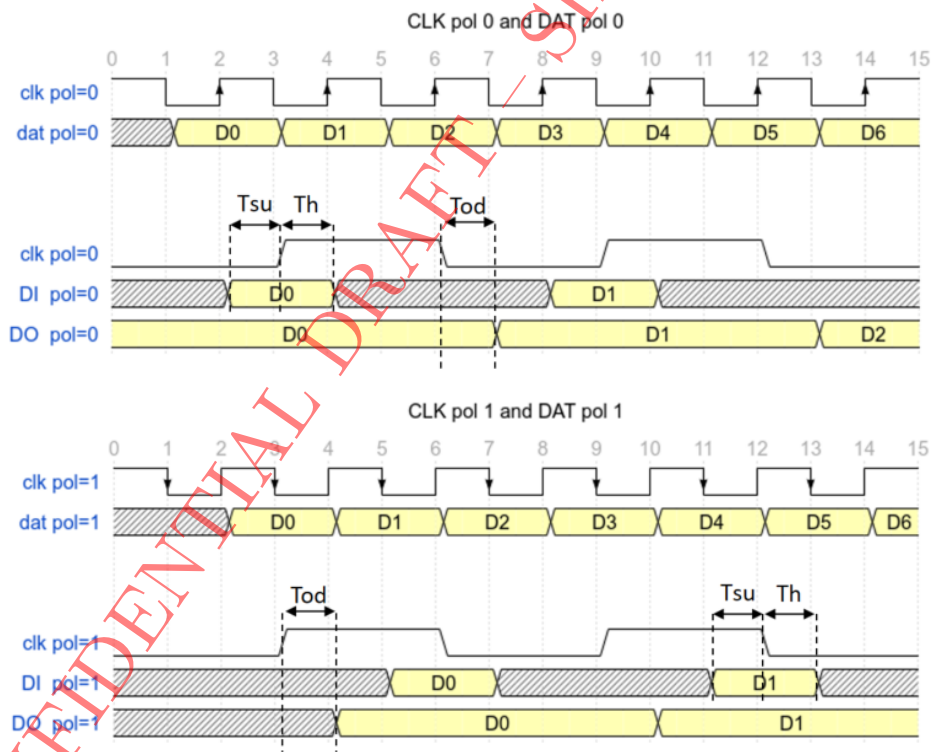 CLK pol 0 and DAT pol 0
0 1 2 3 4 5 6 7 8 9 10 11 12 13 14 15
clk pol=0
dat pol=0 D0 D1 D2 D3 D4 D5 D6
Tsu Th Tod
clk pol=0
DI pol=0 D0 D1
DO pol=0 D0 D1 D2
CLK pol 1 and DAT pol 1
0 1 2 3 4 5 6 7 8 9 10 11 12 13 14 15
clk pol=1
dat pol=1 D0 D1 D2 D3 D4 D5 D6
Tod Tsu Th
clk pol=1
DI pol=1 D0 D1
DO pol=1 D0 D1
FIDENTIAL DRAFT – S